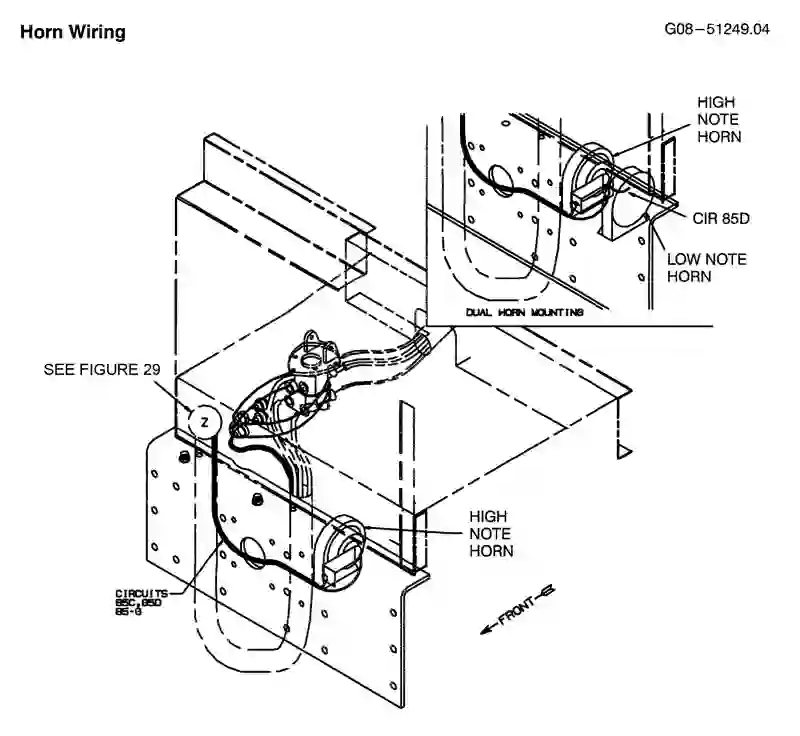 Horn Wiring
G08-51249.04
HIGH
NOTE
HORN
CIR 85D
LOW NOTE
HORN
DUAL HORN MOUNTING
SEE FIGURE 29
Z
HIGH
NOTE
HORN
CIRCUITS
85C,85D
85-G
FRONT